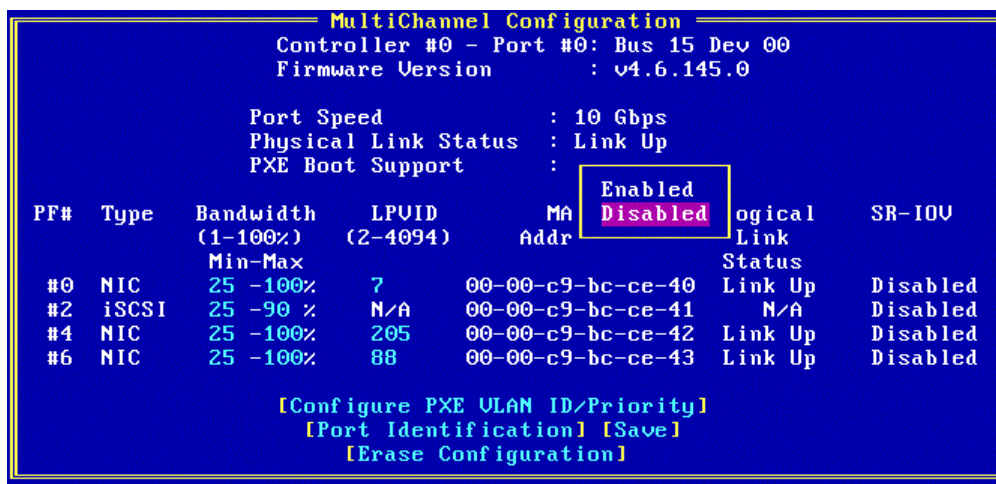 MultiChannel Configuration
Controller #0 - Port #0: Bus 15 Dev 00
Firmware Version : v4.6.145.0
Port Speed : 10 Gbps
Physical Link Status : Link Up
PXE Boot Support :
Enabled
PF# Type Bandwidth LPVID MA Disabled ogical SR-IOV
(1-100%) (2-4094) Addr Link
Min-Max Status
#0 NIC 25 -100% 7 00-00-c9-bc-ce-40 Link Up Disabled
#2 iSCSI 25 -90 % N/A 00-00-c9-bc-ce-41 N/A Disabled
#4 NIC 25 -100% 205 00-00-c9-bc-ce-42 Link Up Disabled
#6 NIC 25 -100% 88 00-00-c9-bc-ce-43 Link Up Disabled
[Configure PXE VLAN ID/Priority]
[Port Identification] [Save]
[Erase Configuration]